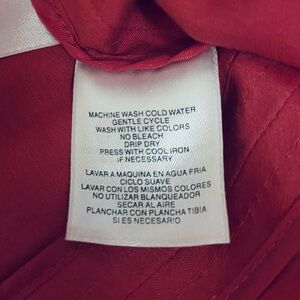 MACHINE WASH COLD WATER
GENTLE CYCLE
WASH WITH LIKE COLORS
NO BLEACH
DRIP DRY
PRESS WITH COOL IRON
IF NECESSARY
LAVAR A MAQUINA EN AGUA FRIA
CICLO SUAVE
LAVAR CON LOS MISMOS COLORES
NO UTILIZAR BLANQUEADOR
SECAR AL AIRE
PLANCHAR CON PLANCHA TIBIA
SI ES NECESARIO